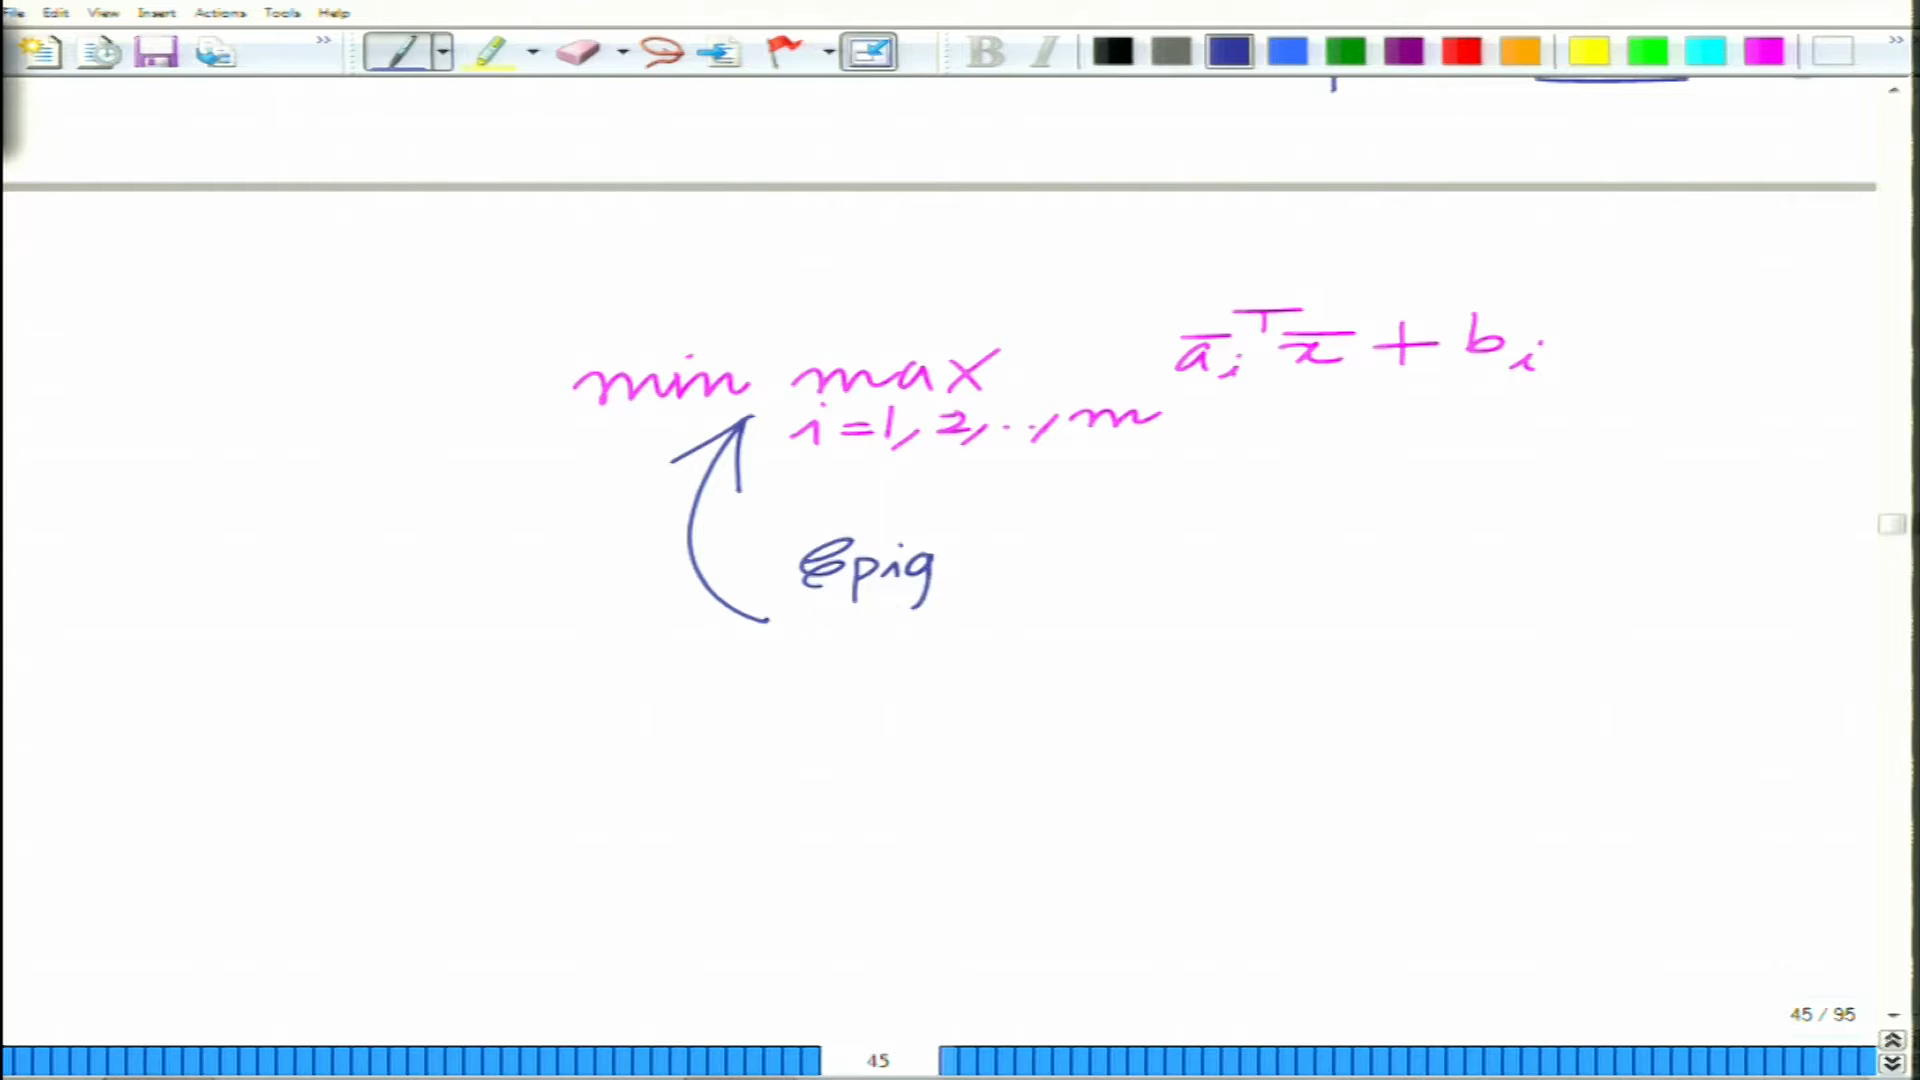 File Edit View Insert Actions Tools Help
B I
min max a̅ᵢᵀx̅ + bᵢ
i=1, 2, .., m
Epig
45 / 95
45